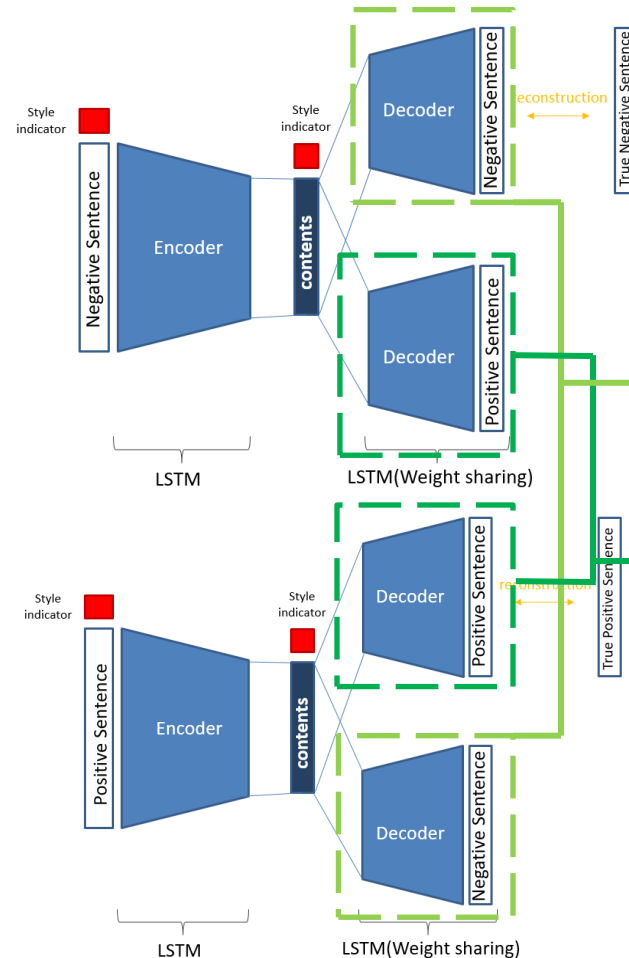 Style
indicator
Negative Sentence
Encoder
Style
indicator
contents
Decoder
Negative Sentence
reconstruction
True Negative Sentence
Decoder
Positive Sentence
LSTM
LSTM(Weight sharing)
Style
indicator
Positive Sentence
Encoder
Style
indicator
contents
Decoder
Positive Sentence
reconstruction
True Positive Sentence
Decoder
Negative Sentence
LSTM
LSTM(Weight sharing)